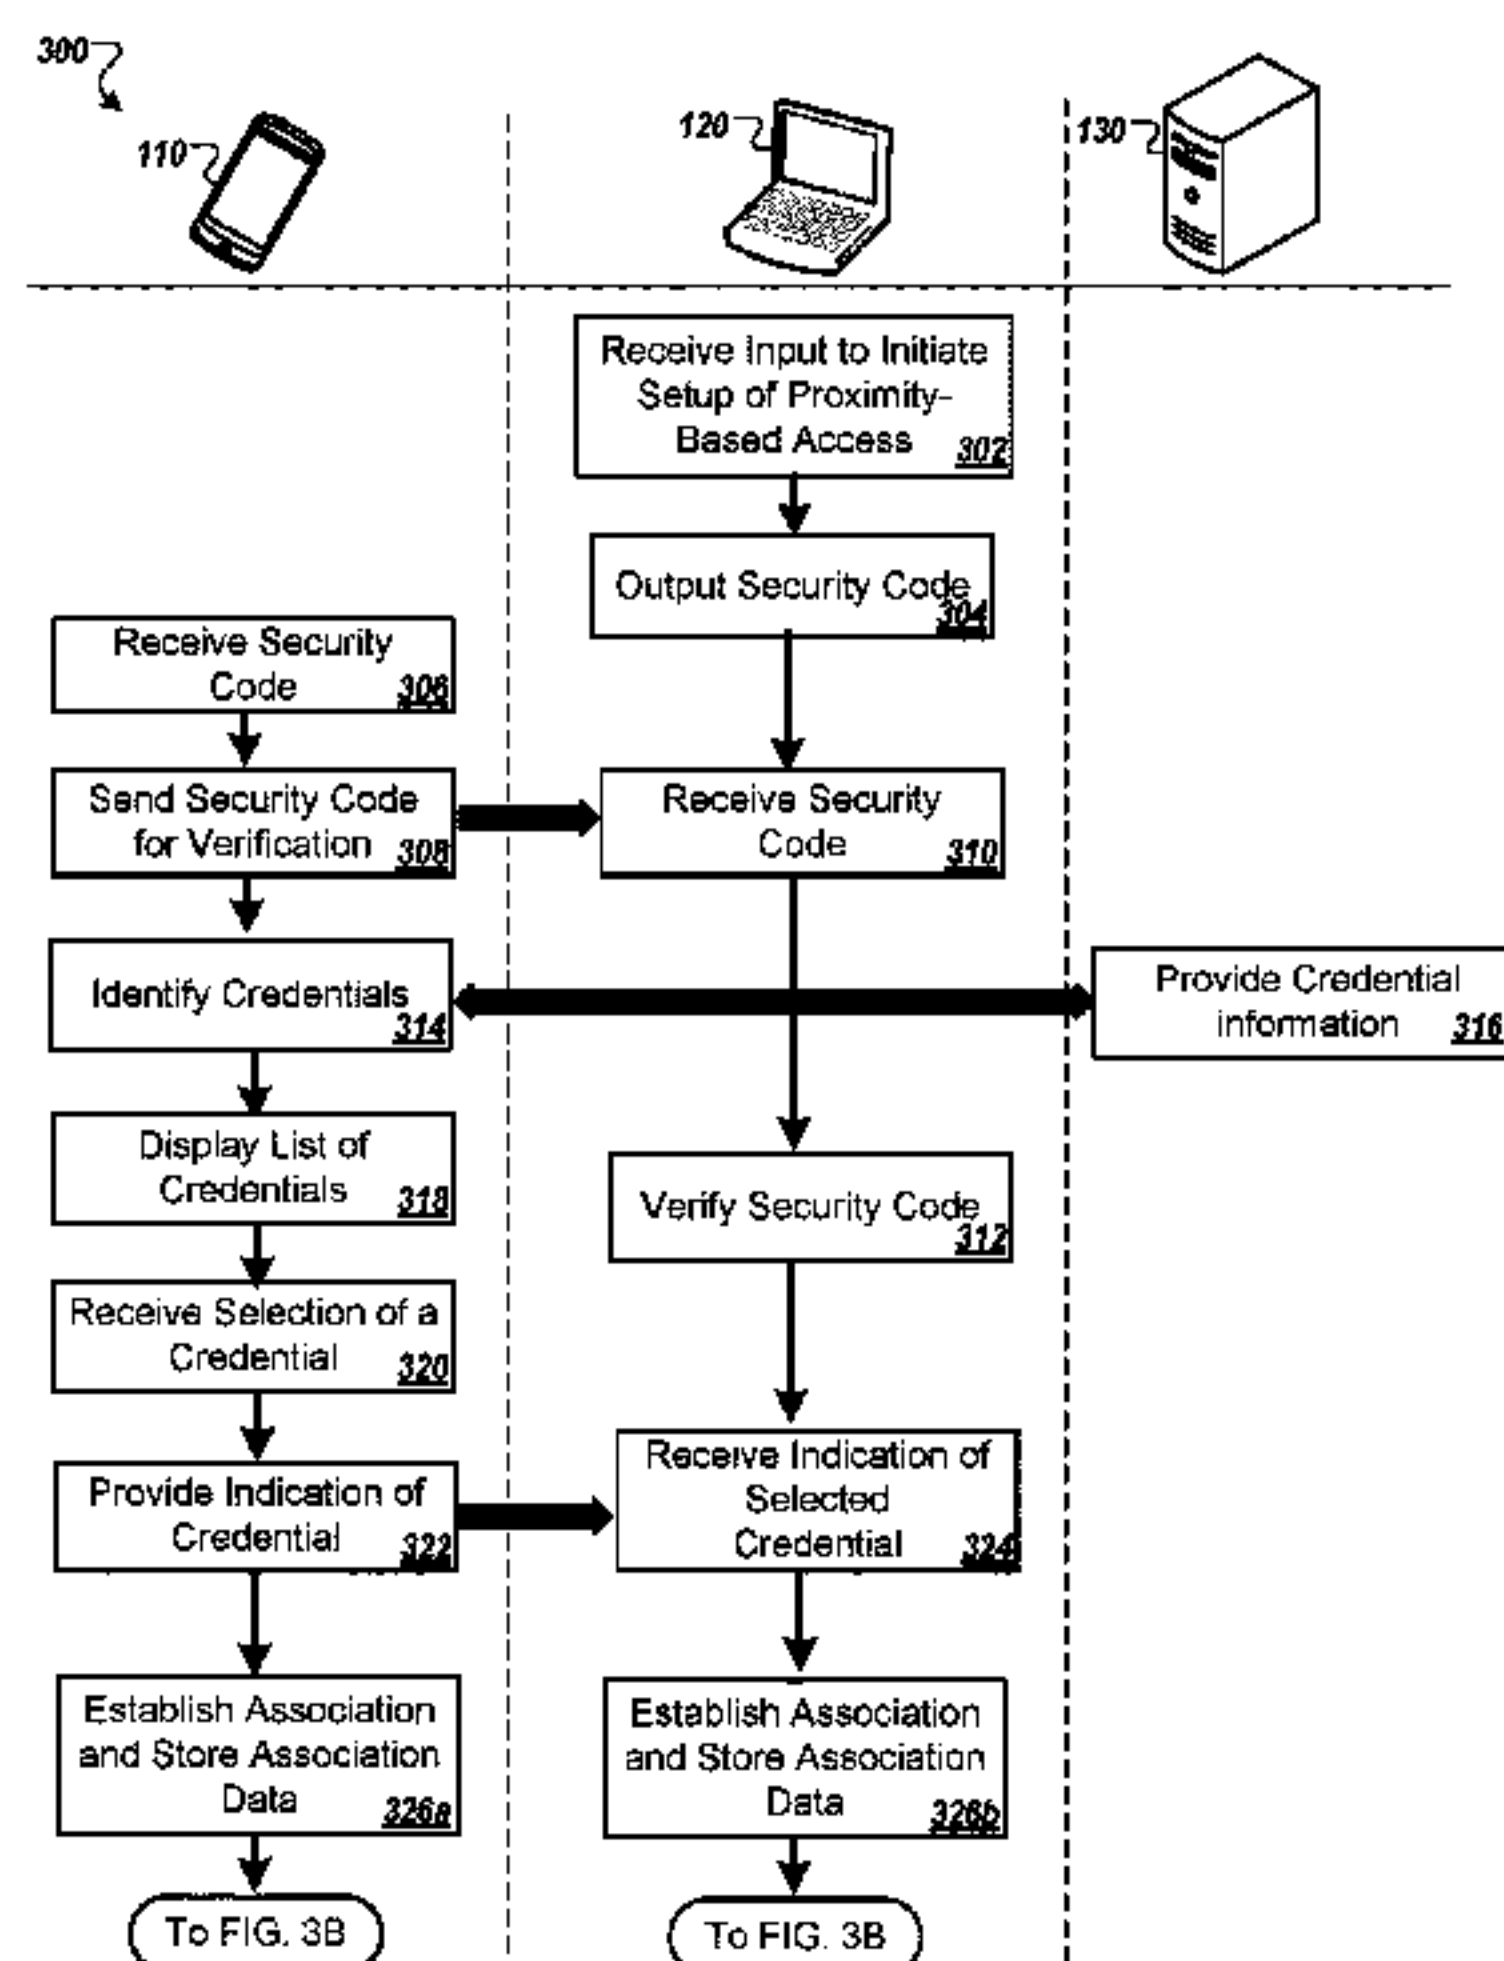 300
110
120
130
Receive Input to Initiate
Setup of Proximity-
Based Access 302
Output Security Code
304
Receive Security
Code 306
Send Security Code
for Verification 308
Receive Security
Code 310
Identify Credentials
314
Provide Credential
information 316
Display List of
Credentials 318
Verify Security Code
312
Receive Selection of a
Credential 320
Provide Indication of
Credential 322
Receive Indication of
Selected
Credential 324
Establish Association
and Store Association
Data 326a
Establish Association
and Store Association
Data 326b
To FIG. 3B
To FIG. 3B